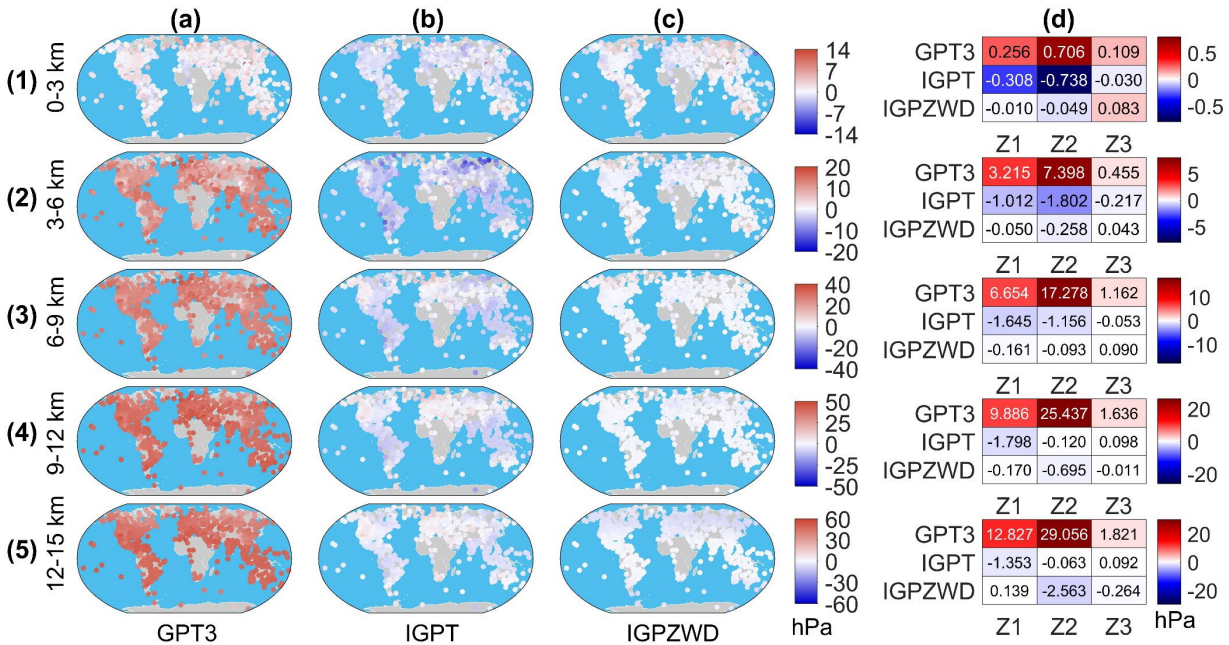 (a) (b) (c) (d)
(1) 0-3 km
14
7
0
-7
-14
GPT3 0.256 0.706 0.109
IGPT -0.308 -0.738 -0.030
IGPZWD -0.010 -0.049 0.083
Z1 Z2 Z3
0.5
0
-0.5
(2) 3-6 km
20
10
0
-10
-20
GPT3 3.215 7.398 0.455
IGPT -1.012 -1.802 -0.217
IGPZWD -0.050 -0.258 0.043
Z1 Z2 Z3
5
0
-5
(3) 6-9 km
40
20
0
-20
-40
GPT3 6.654 17.278 1.162
IGPT -1.645 -1.156 -0.053
IGPZWD -0.161 -0.093 0.090
Z1 Z2 Z3
10
0
-10
(4) 9-12 km
50
25
0
-25
-50
GPT3 9.886 25.437 1.636
IGPT -1.798 -0.120 0.098
IGPZWD -0.170 -0.695 -0.011
Z1 Z2 Z3
20
0
-20
(5) 12-15 km
60
30
0
-30
-60
GPT3 12.827 29.056 1.821
IGPT -1.353 -0.063 0.092
IGPZWD 0.139 -2.563 -0.264
Z1 Z2 Z3
20
0
-20
GPT3 IGPT IGPZWD hPa hPa